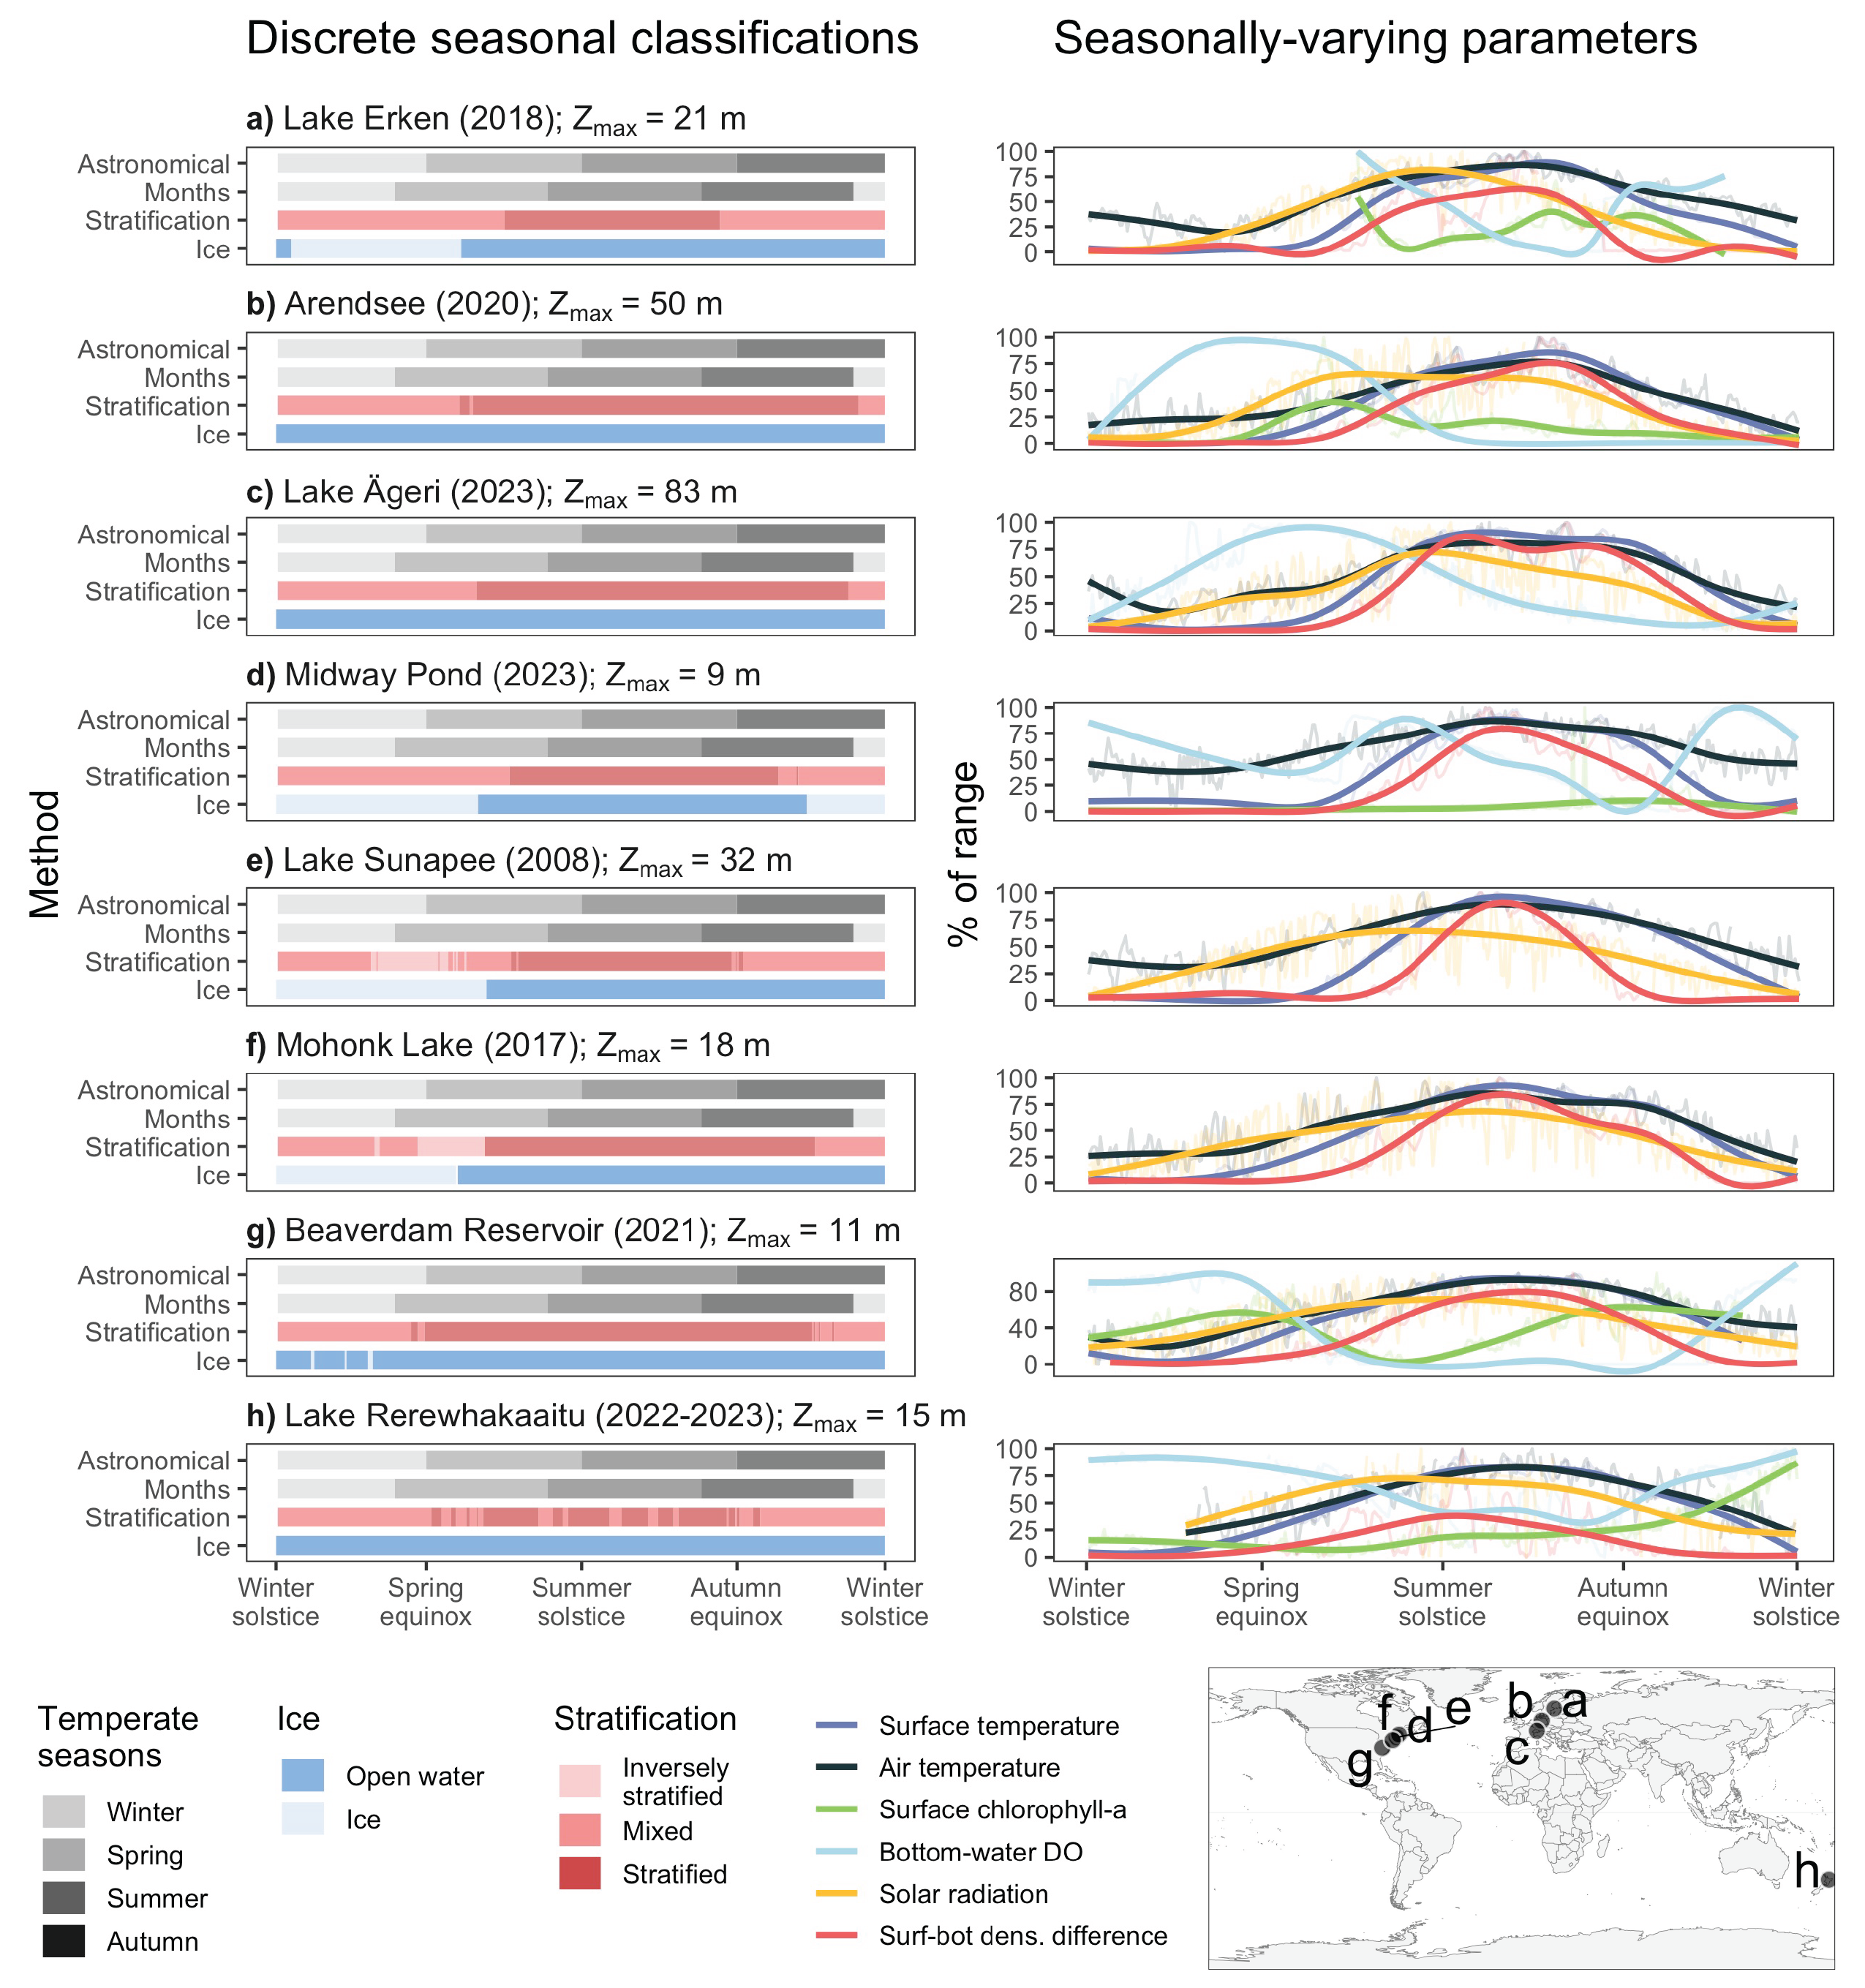 Discrete seasonal classifications
Seasonally-varying parameters
Method
% of range
a) Lake Erken (2018); Zmax = 21 m
Astronomical
Months
Stratification
Ice
100
75
50
25
0
b) Arendsee (2020); Zmax = 50 m
Astronomical
Months
Stratification
Ice
100
75
50
25
0
c) Lake Ägeri (2023); Zmax = 83 m
Astronomical
Months
Stratification
Ice
100
75
50
25
0
d) Midway Pond (2023); Zmax = 9 m
Astronomical
Months
Stratification
Ice
100
75
50
25
0
e) Lake Sunapee (2008); Zmax = 32 m
Astronomical
Months
Stratification
Ice
100
75
50
25
0
f) Mohonk Lake (2017); Zmax = 18 m
Astronomical
Months
Stratification
Ice
100
75
50
25
0
g) Beaverdam Reservoir (2021); Zmax = 11 m
Astronomical
Months
Stratification
Ice
80
40
0
h) Lake Rerewhakaaitu (2022-2023); Zmax = 15 m
Astronomical
Months
Stratification
Ice
100
75
50
25
0
Winter
solstice
Spring
equinox
Summer
solstice
Autumn
equinox
Winter
solstice
Winter
solstice
Spring
equinox
Summer
solstice
Autumn
equinox
Winter
solstice
Temperate
seasons
Winter
Spring
Summer
Autumn
Ice
Open water
Ice
Stratification
Inversely
stratified
Mixed
Stratified
Surface temperature
Air temperature
Surface chlorophyll-a
Bottom-water DO
Solar radiation
Surf-bot dens. difference
f
d
e
g
b
a
c
h